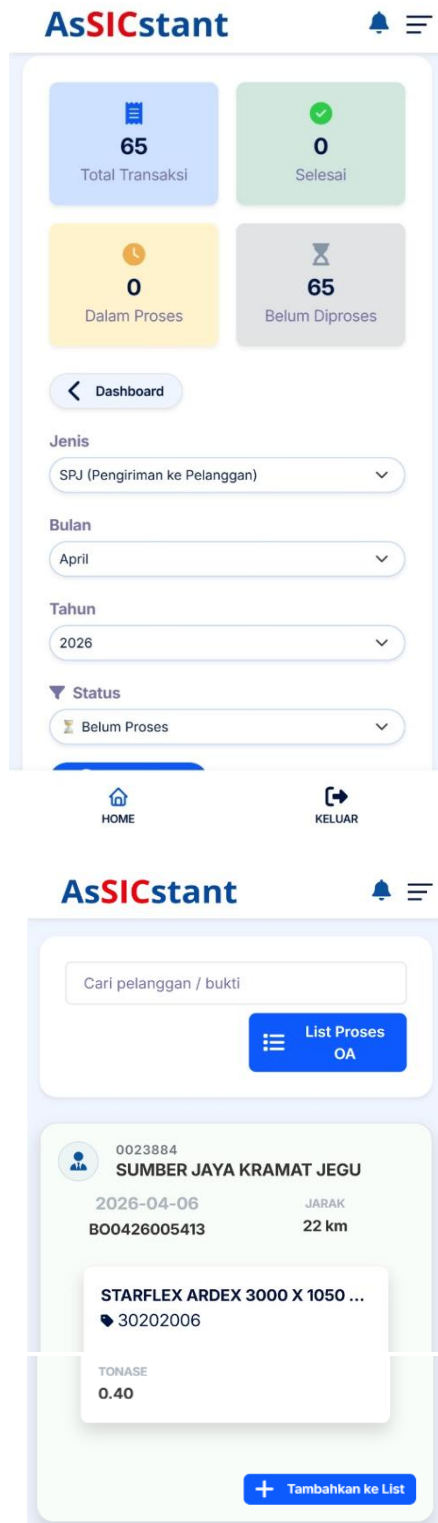 AsSICstant
65
Total Transaksi
0
Selesai
0
Dalam Proses
65
Belum Diproses
Dashboard
Jenis
SPJ (Pengiriman ke Pelanggan)
Bulan
April
Tahun
2026
Status
Belum Proses
HOME
KELUAR
AsSICstant
Cari pelanggan / bukti
List Proses
OA
0023884
SUMBER JAYA KRAMAT JEGU
2026-04-06
JARAK
BO0426005413
22 km
STARFLEX ARDEX 3000 X 1050 ...
30202006
TONASE
0.40
Tambahkan ke List